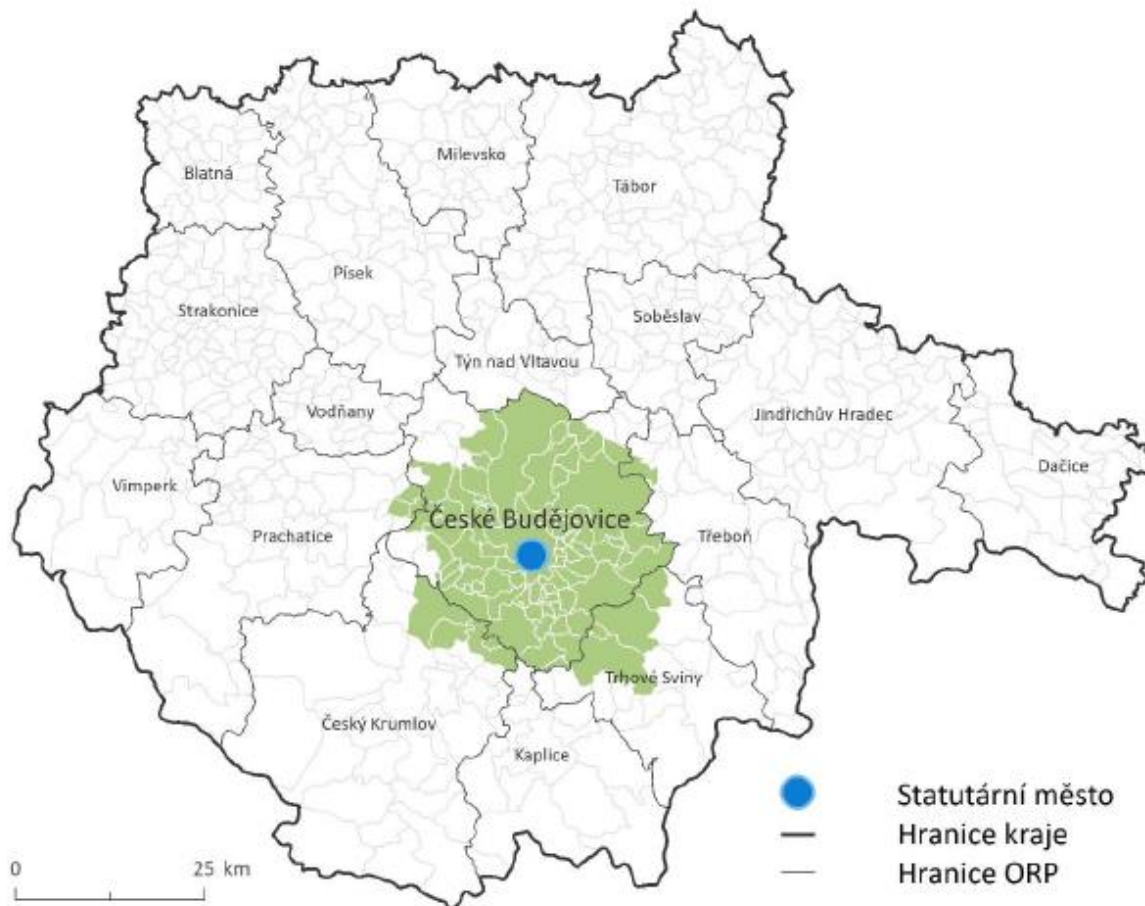 Milevsko
Blatná
Tábor
Písek
Strakonice
Soběslav
Týn nad Vltavou
Vodňany
Jindřichův Hradec
Dačice
Vimperk
České Budějovice
Prachatice
Třeboň
Trhové Sviny
Český Krumlov
Kaplice
Statutární město
Hranice kraje
Hranice ORP
0 25 km